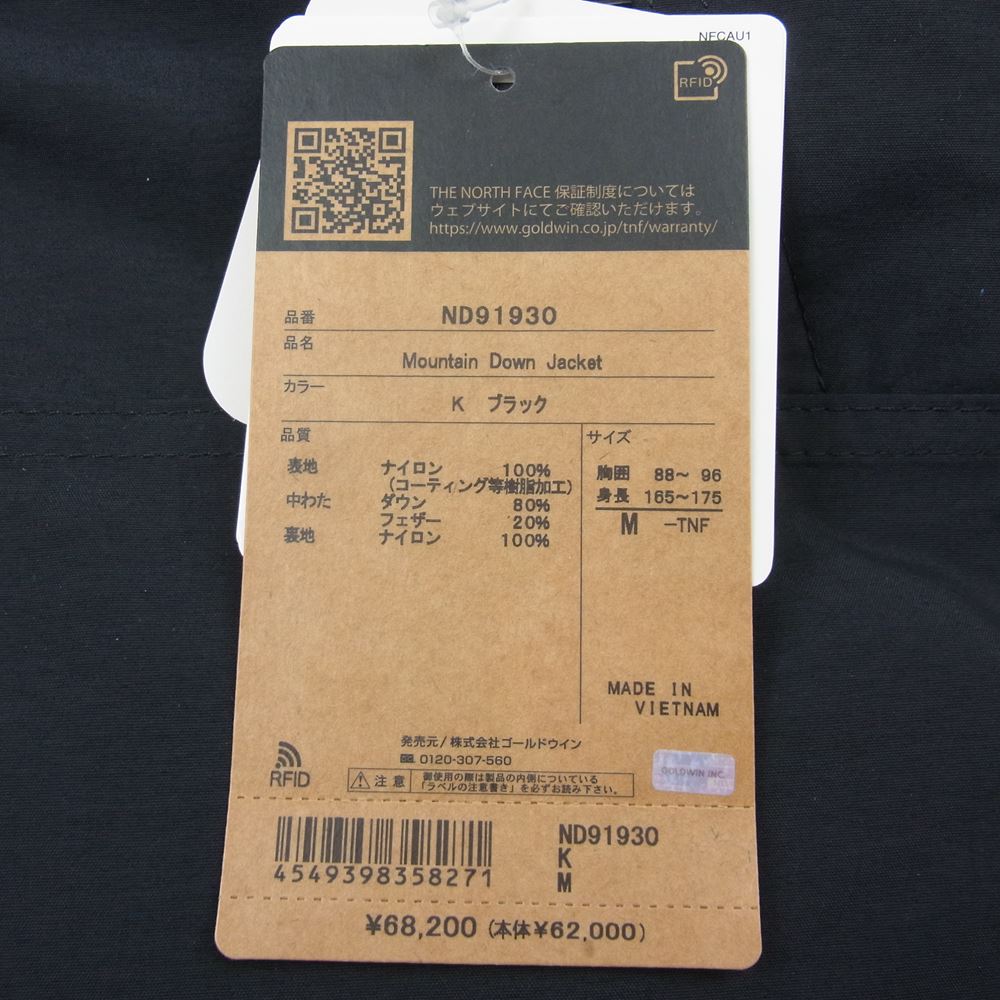 NFCAU1
RFID
THE NORTH FACE 保証制度については
ウェブサイトにてご確認いただけます。
https://www.goldwin.co.jp/tnf/warranty/
品番 ND91930
品名 Mountain Down Jacket
カラー K ブラック
品質
表地 ナイロン 100%
(コーティング等樹脂加工)
中わた ダウン 80%
フェザー 20%
裏地 ナイロン 100%
サイズ
胸囲 88～ 96
身長 165～175
M -TNF
MADE IN
VIETNAM
発売元/株式会社ゴールドウイン
0120-307-560
RFID
注意 御使用の際は製品の内側についている
「ラベルの注意書き」を必ずお読み下さい。
GOLDWIN INC.
4549398358271
ND91930
K
M
¥68,200 (本体¥62,000)